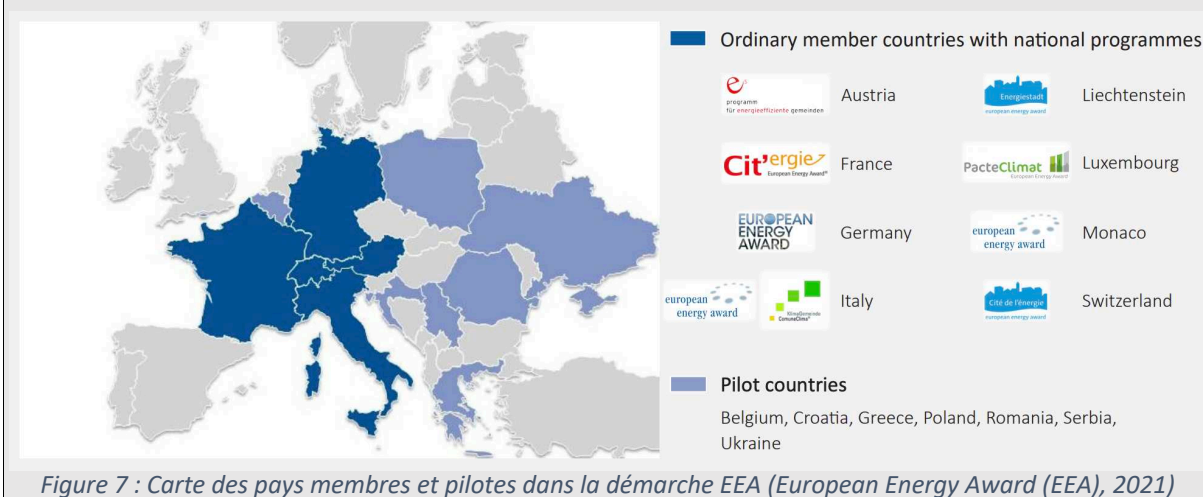 Ordinary member countries with national programmes
e5
programm
für energieeffiziente gemeinden
Austria
Energiestadt
european energy award
Liechtenstein
Cit'ergie
European Energy Award®
France
PacteClimat
European Energy Award
Luxembourg
EUROPEAN
ENERGY
AWARD
Germany
european
energy award
Monaco
european
energy award
KlimaGemeinde
ComuneClima
Italy
Cité de l'énergie
european energy award
Switzerland
Pilot countries
Belgium, Croatia, Greece, Poland, Romania, Serbia,
Ukraine
Figure 7 : Carte des pays membres et pilotes dans la démarche EEA (European Energy Award (EEA), 2021)